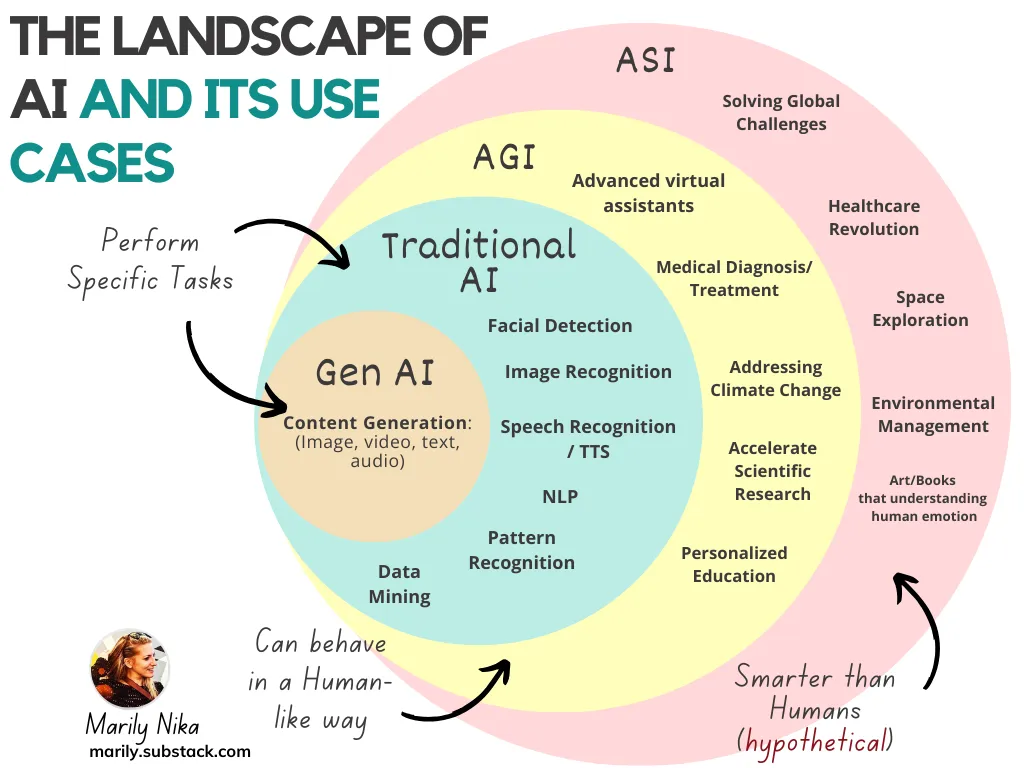 THE LANDSCAPE OF
AI AND ITS USE
CASES
ASI
Solving Global
Challenges
Healthcare
Revolution
Space
Exploration
Environmental
Management
Art/Books
that understanding
human emotion
AGI
Advanced virtual
assistants
Medical Diagnosis/
Treatment
Addressing
Climate Change
Accelerate
Scientific
Research
Personalized
Education
Traditional
AI
Facial Detection
Image Recognition
Speech Recognition
/ TTS
NLP
Pattern
Recognition
Data
Mining
Gen AI
Content Generation:
(Image, video, text,
audio)
Perform
Specific Tasks
Can behave
in a Human-
like way
Smarter than
Humans
(hypothetical)
Marily Nika
marily.substack.com